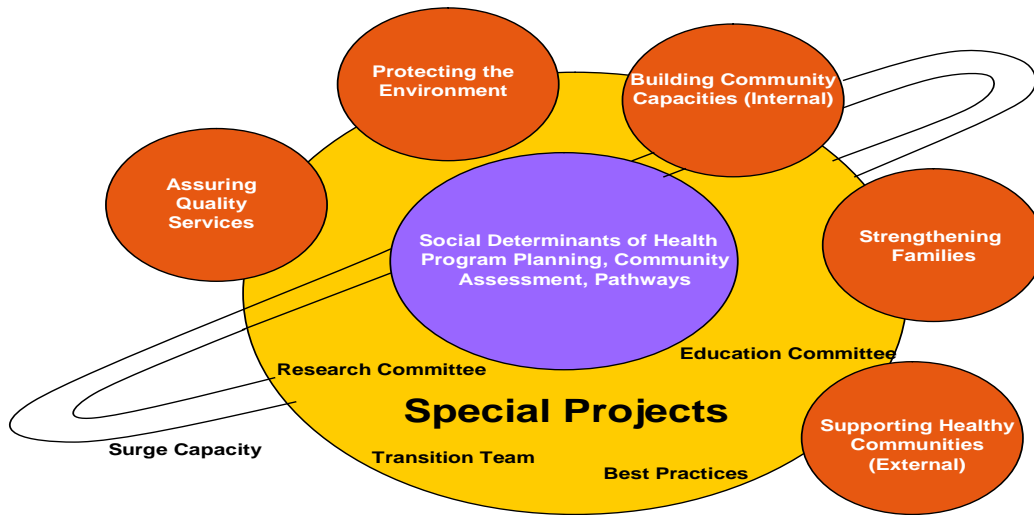 Protecting the
Environment
Building Community
Capacities (Internal)
Assuring
Quality
Services
Social Determinants of Health
Program Planning, Community
Assessment, Pathways
Strengthening
Families
Education Committee
Research Committee
Special Projects
Supporting Healthy
Communities
(External)
Surge Capacity
Transition Team
Best Practices